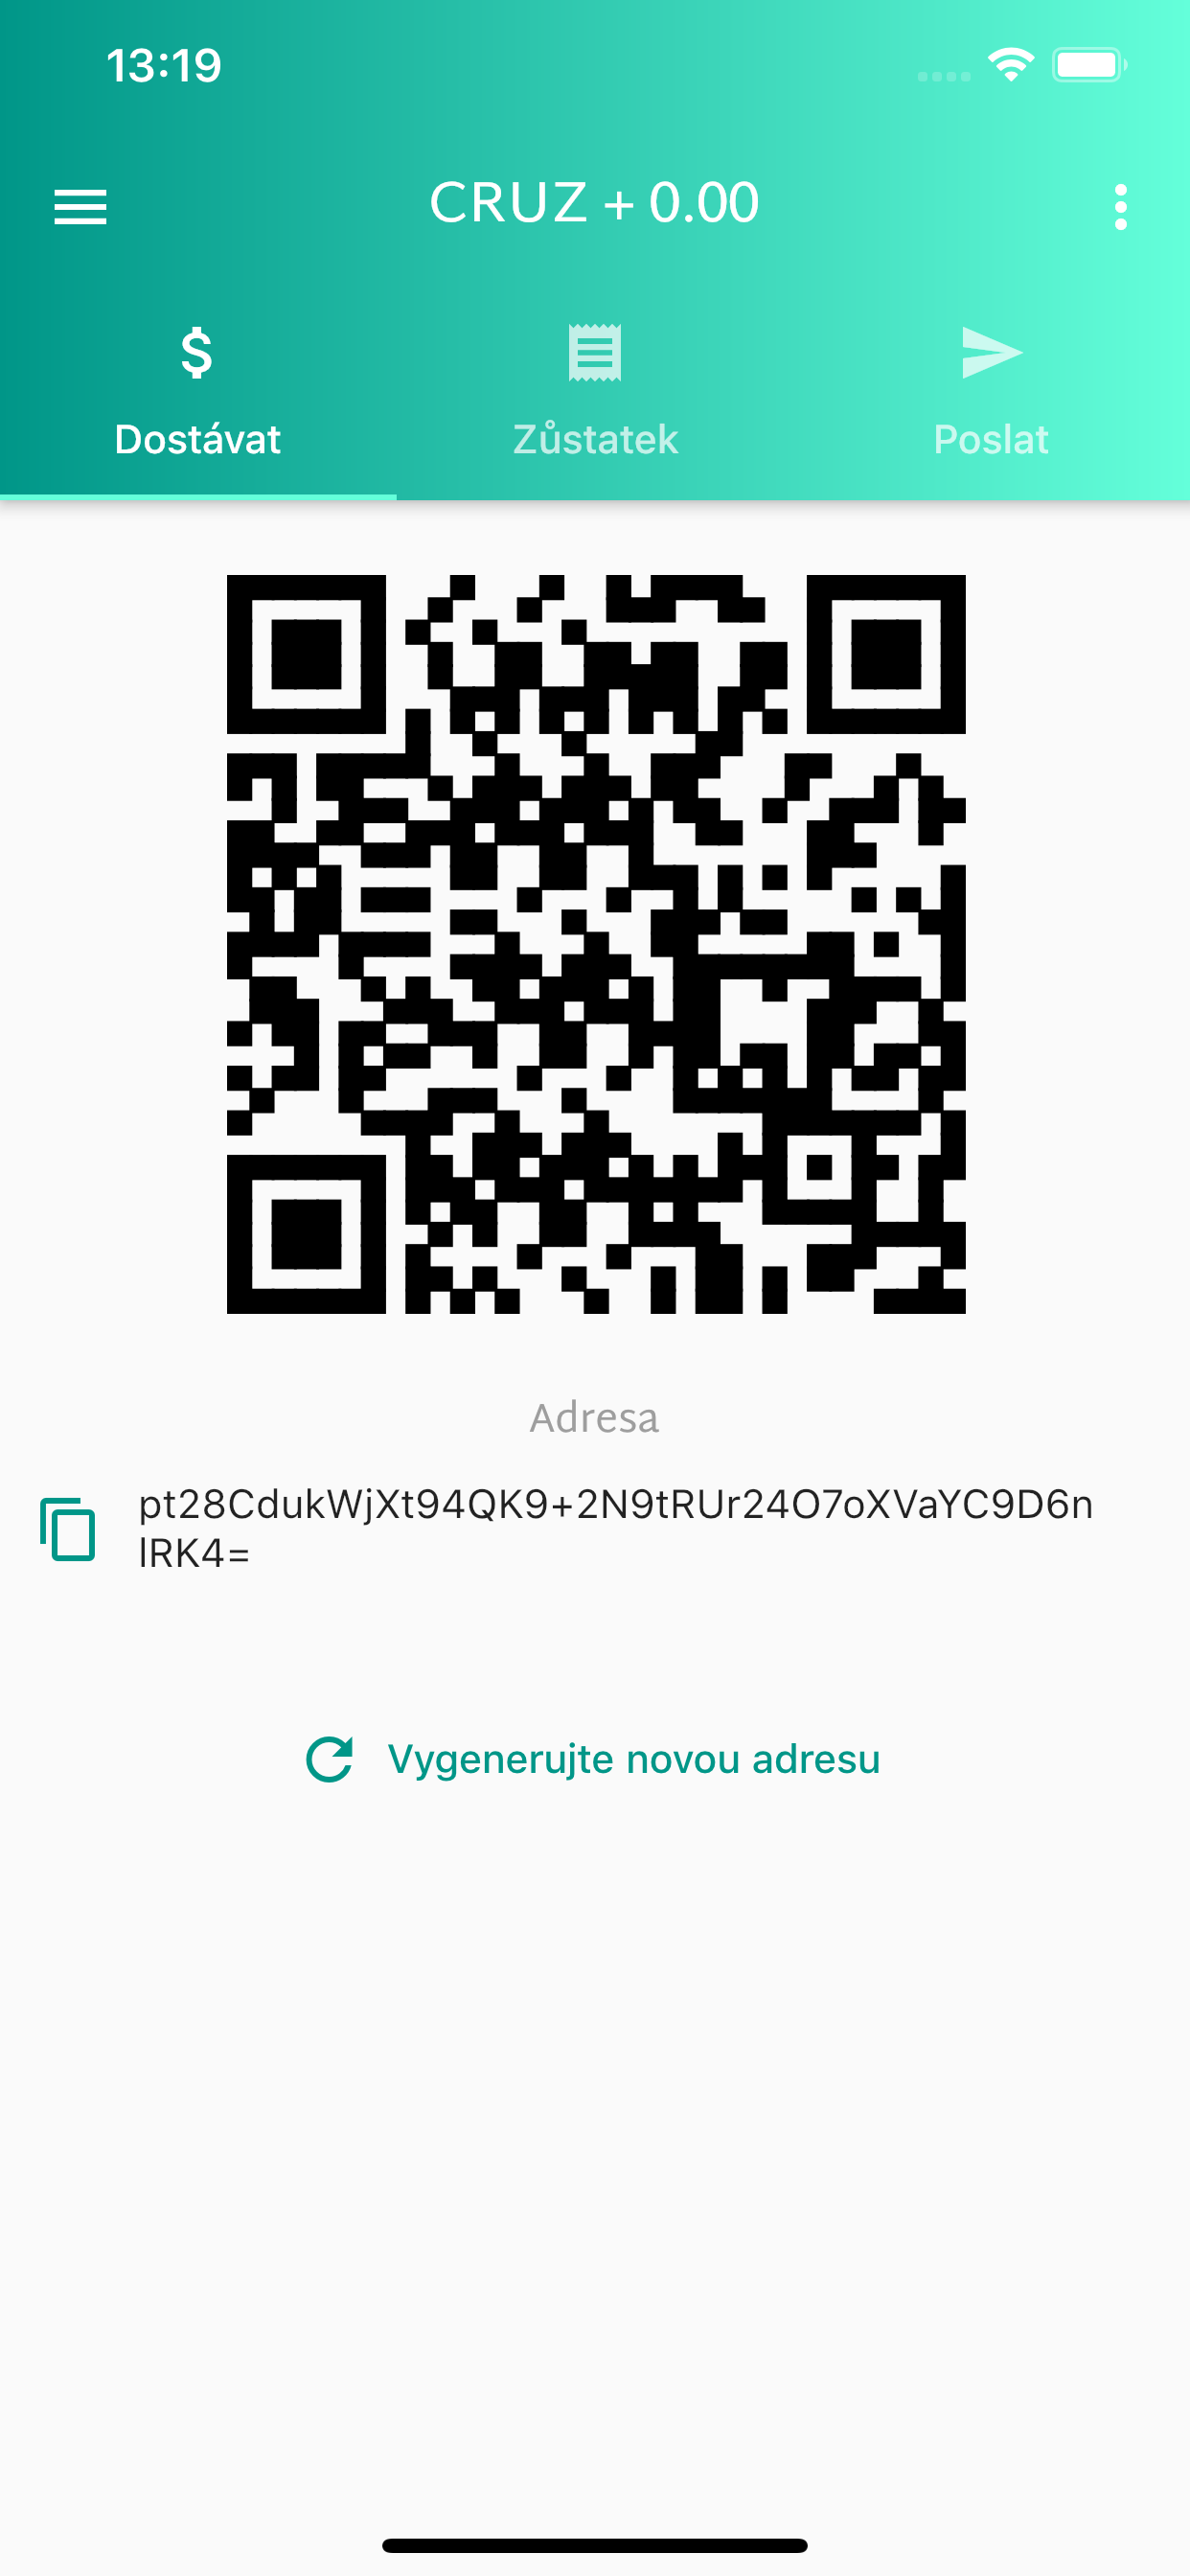 13:19
CRUZ + 0.00
Dostávat
Zůstatek
Poslat
Adresa
pt28CdukWjXt94QK9+2N9tRUr24O7oXVaYC9D6n
lRK4=
Vygenerujte novou adresu